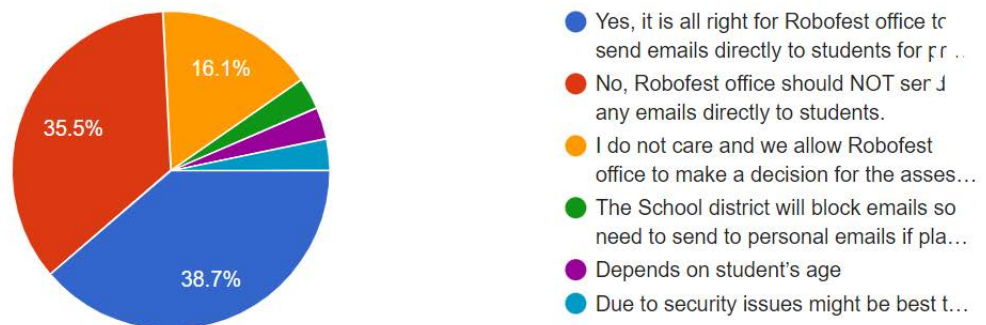 16.1%
35.5%
38.7%
Yes, it is all right for Robofest office to
send emails directly to students for pr…
No, Robofest office should NOT send
any emails directly to students.
I do not care and we allow Robofest
office to make a decision for the asses…
The School district will block emails so
need to send to personal emails if pla…
Depends on student's age
Due to security issues might be best t…